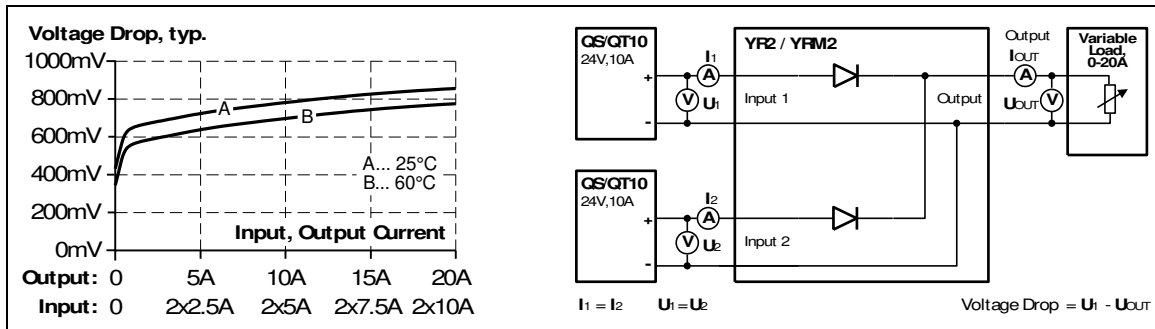 Voltage Drop, typ.
1000mV
800mV
600mV
400mV
200mV
0mV
A
B
A... 25°C
B... 60°C
Input, Output Current
Output: 0 5A 10A 15A 20A
Input: 0 2x2.5A 2x5A 2x7.5A 2x10A
QS/QT10
24V,10A
+
-
I1
A
V U1
YR2 / YRM2
Input 1
Output
Output
IOUT
A
UOUT V
Variable
Load,
0-20A
QS/QT10
24V,10A
+
-
I2
A
V U2
Input 2
I1 = I2 U1 = U2
Voltage Drop = U1 - UOUT